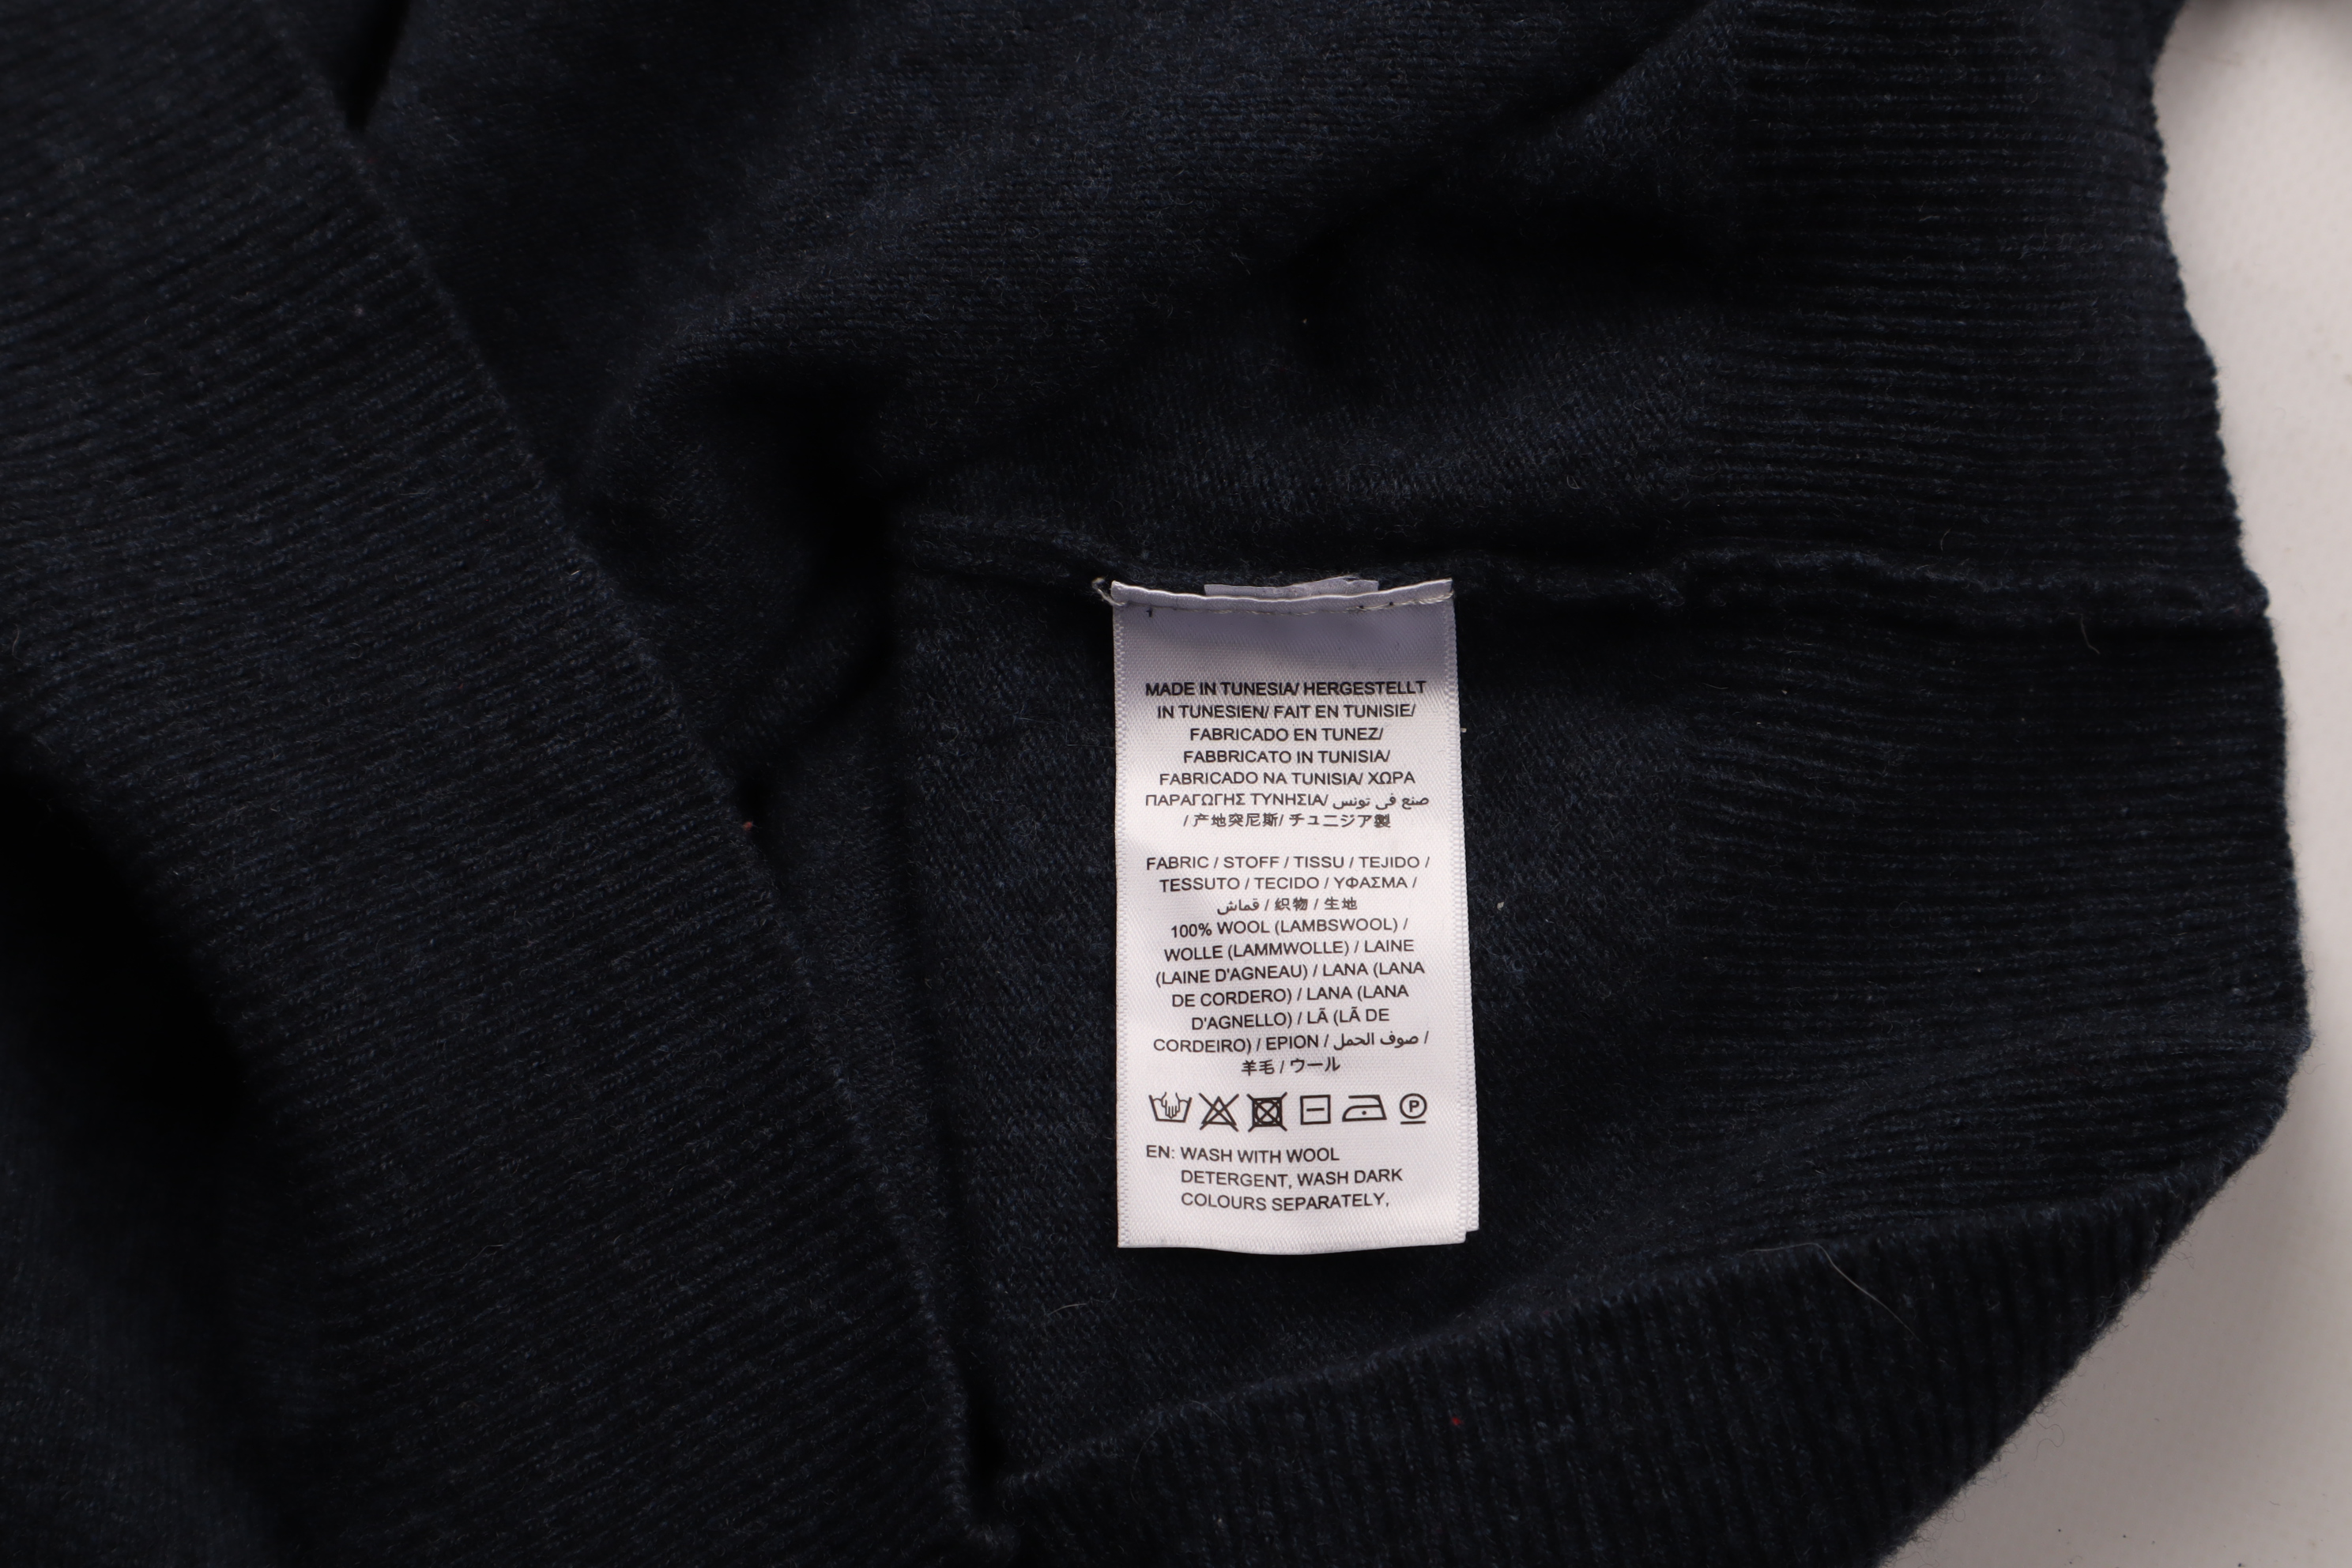 MADE IN TUNESIA/ HERGESTELLT
IN TUNESIEN/ FAIT EN TUNISIE/
FABRICADO EN TUNEZ/
FABBRICATO IN TUNISIA/
FABRICADO NA TUNISIA/ ΧΩΡΑ
ΠΑΡΑΓΩΓΗΣ ΤΥΝΗΣΙΑ/ صنع في تونس
/ 产地突尼斯/ チュニジア製
FABRIC / STOFF / TISSU / TEJIDO /
TESSUTO / TECIDO / ΥΦΑΣΜΑ /
قماش / 织物 / 生地
100% WOOL (LAMBSWOOL) /
WOLLE (LAMMWOLLE) / LAINE
(LAINE D'AGNEAU) / LANA (LANA
DE CORDERO) / LANA (LANA
D'AGNELLO) / LÃ (LÃ DE
CORDEIRO) / ΕΡΙΟΝ / صوف الحمل /
羊毛 / ウール
P
EN: WASH WITH WOOL
DETERGENT, WASH DARK
COLOURS SEPARATELY,